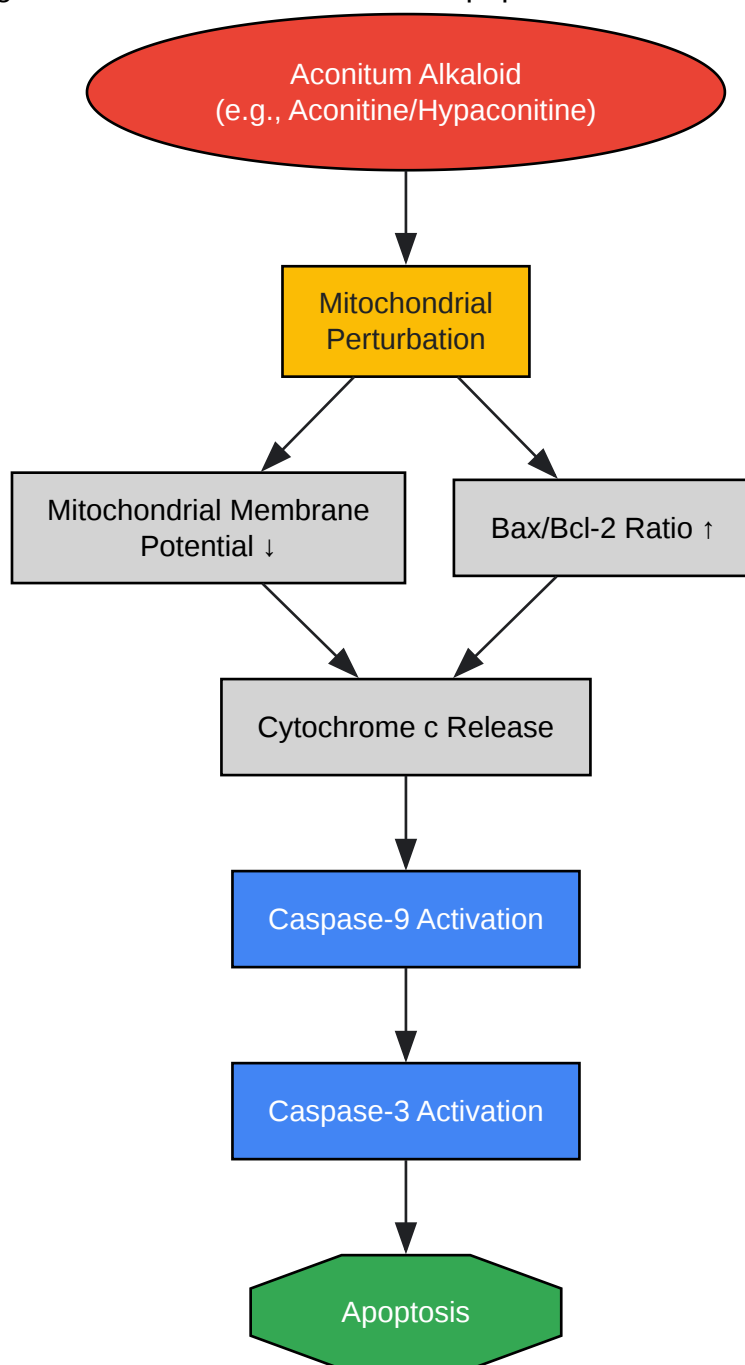 Aconitum Alkaloid
(e.g., Aconitine/Hypaconitine)
Mitochondrial
Perturbation
Mitochondrial Membrane
Potential ↓
Bax/Bcl-2 Ratio ↑
Cytochrome c Release
Caspase-9 Activation
Caspase-3 Activation
Apoptosis